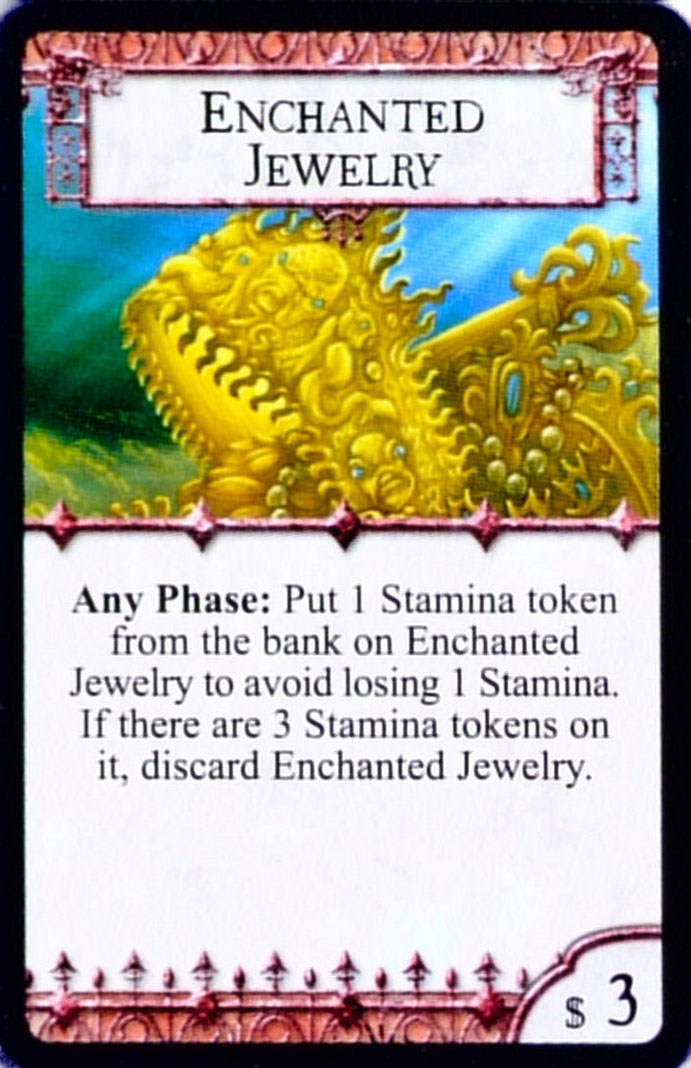 Enchanted
Jewelry
Any Phase: Put 1 Stamina token
from the bank on Enchanted
Jewelry to avoid losing 1 Stamina.
If there are 3 Stamina tokens on
it, discard Enchanted Jewelry.
$ 3